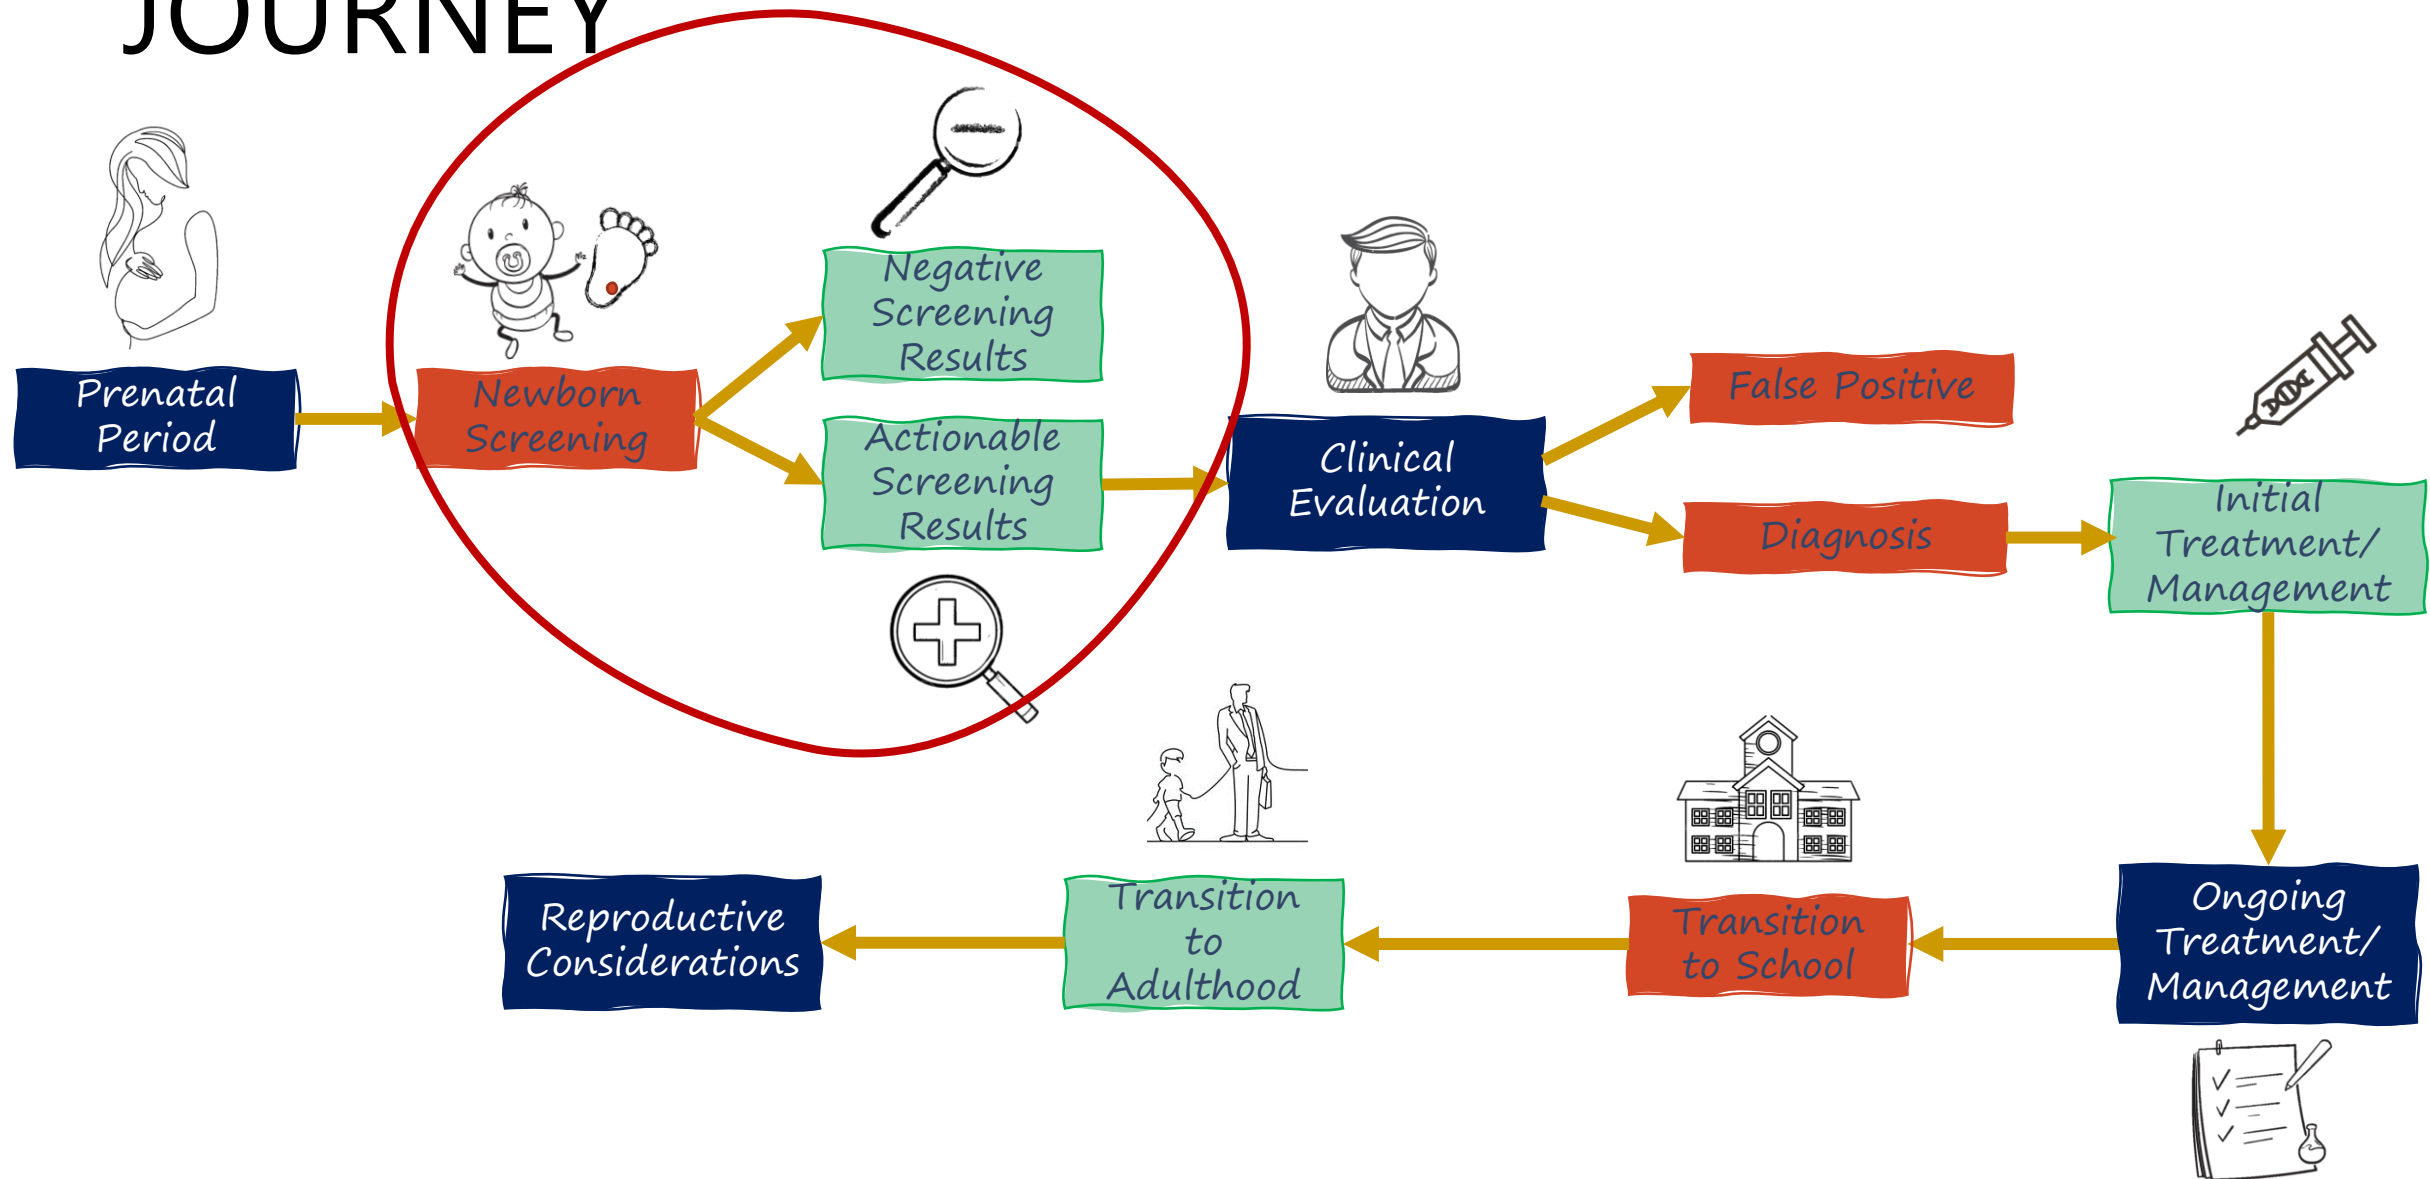 JOURNEY
Prenatal
Period
Newborn
Screening
Negative
Screening
Results
Actionable
Screening
Results
Clinical
Evaluation
False Positive
Diagnosis
Initial
Treatment/
Management
Ongoing
Treatment/
Management
Transition
to School
Transition
to
Adulthood
Reproductive
Considerations